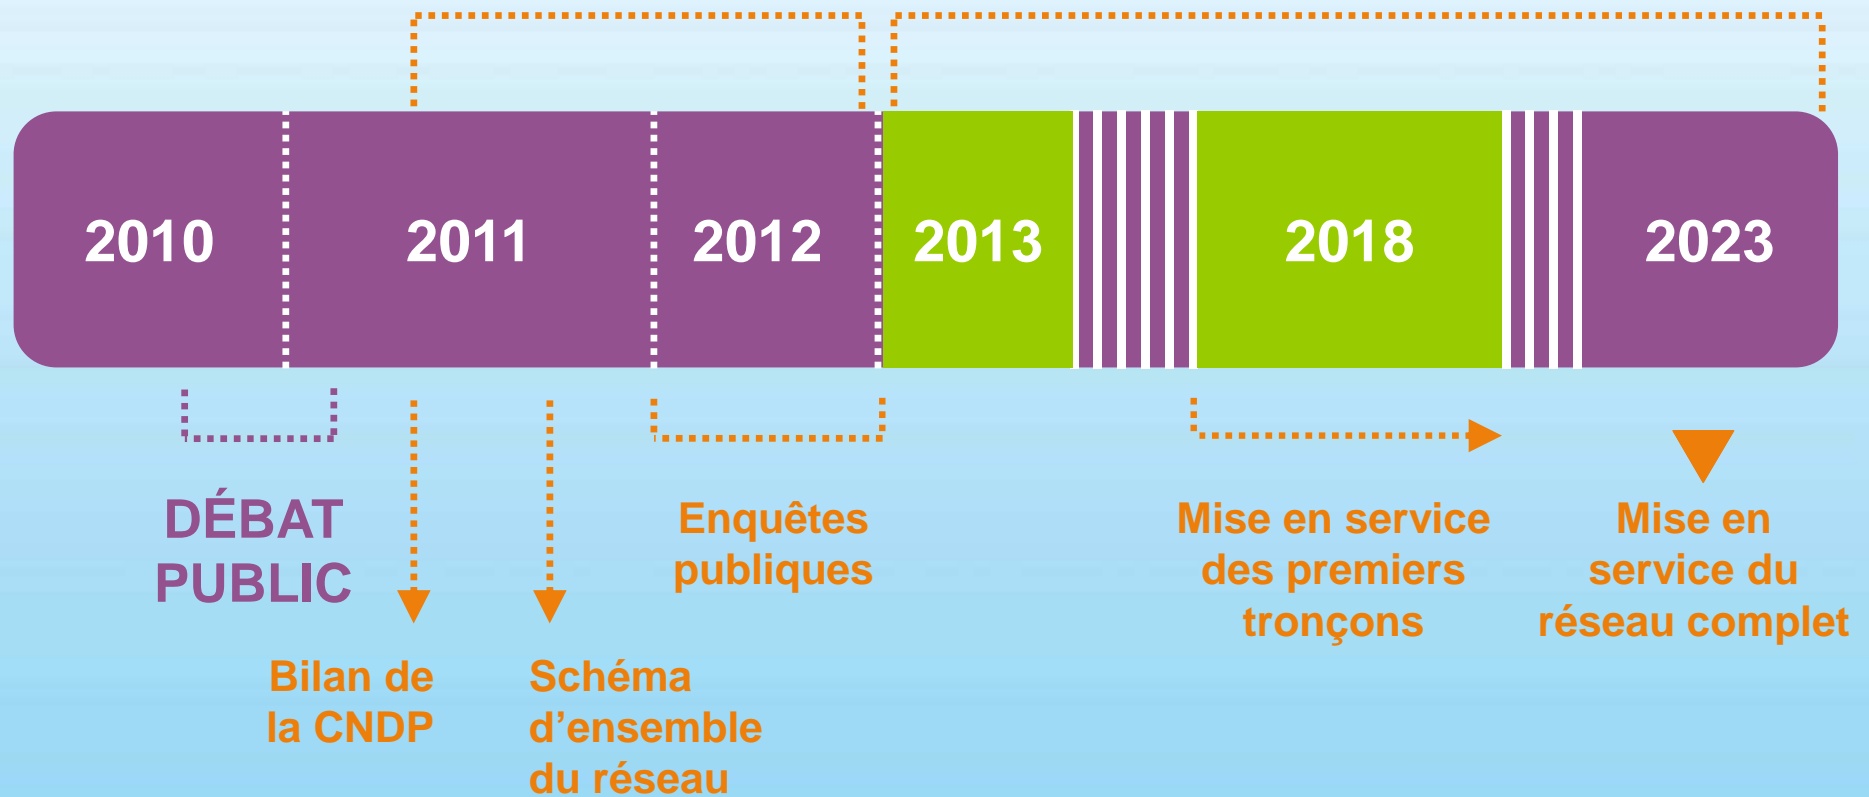 2010
2011
2012
2013
2018
2023
DÉBAT
PUBLIC
Bilan de
la CNDP
Schéma
d’ensemble
du réseau
Enquêtes
publiques
Mise en service
des premiers
tronçons
Mise en
service du
réseau complet